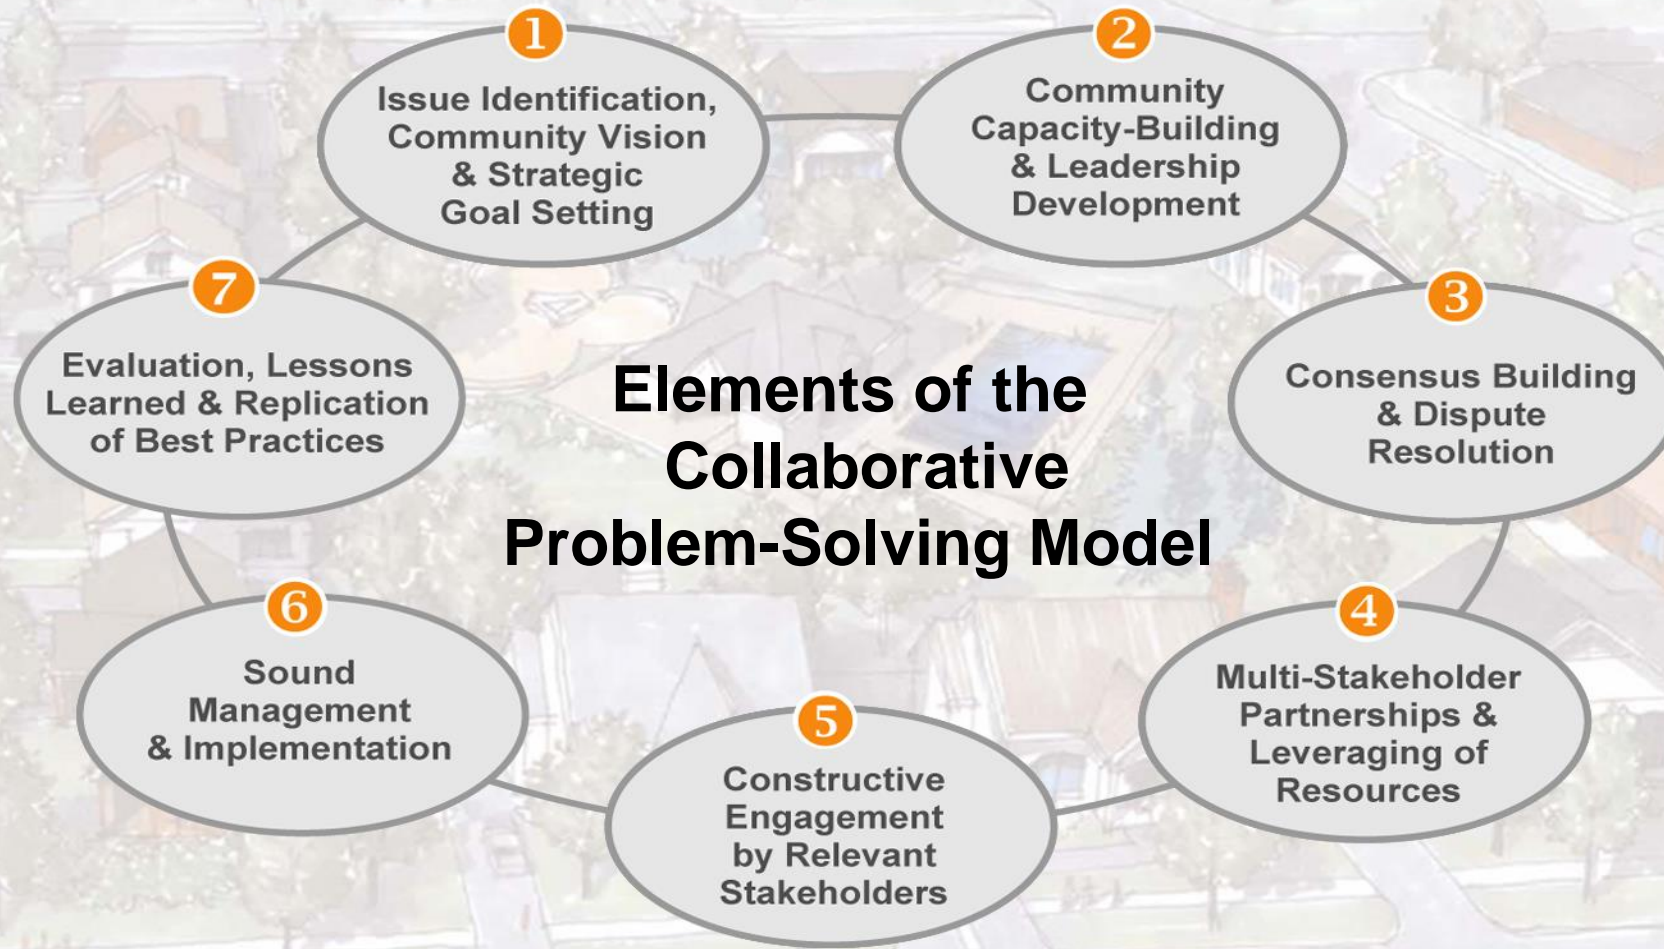 1
Issue Identification,
Community Vision
& Strategic
Goal Setting
2
Community
Capacity-Building
& Leadership
Development
3
Consensus Building
& Dispute
Resolution
4
Multi-Stakeholder
Partnerships &
Leveraging of
Resources
5
Constructive
Engagement
by Relevant
Stakeholders
6
Sound
Management
& Implementation
7
Evaluation, Lessons
Learned & Replication
of Best Practices
Elements of the
Collaborative
Problem-Solving Model